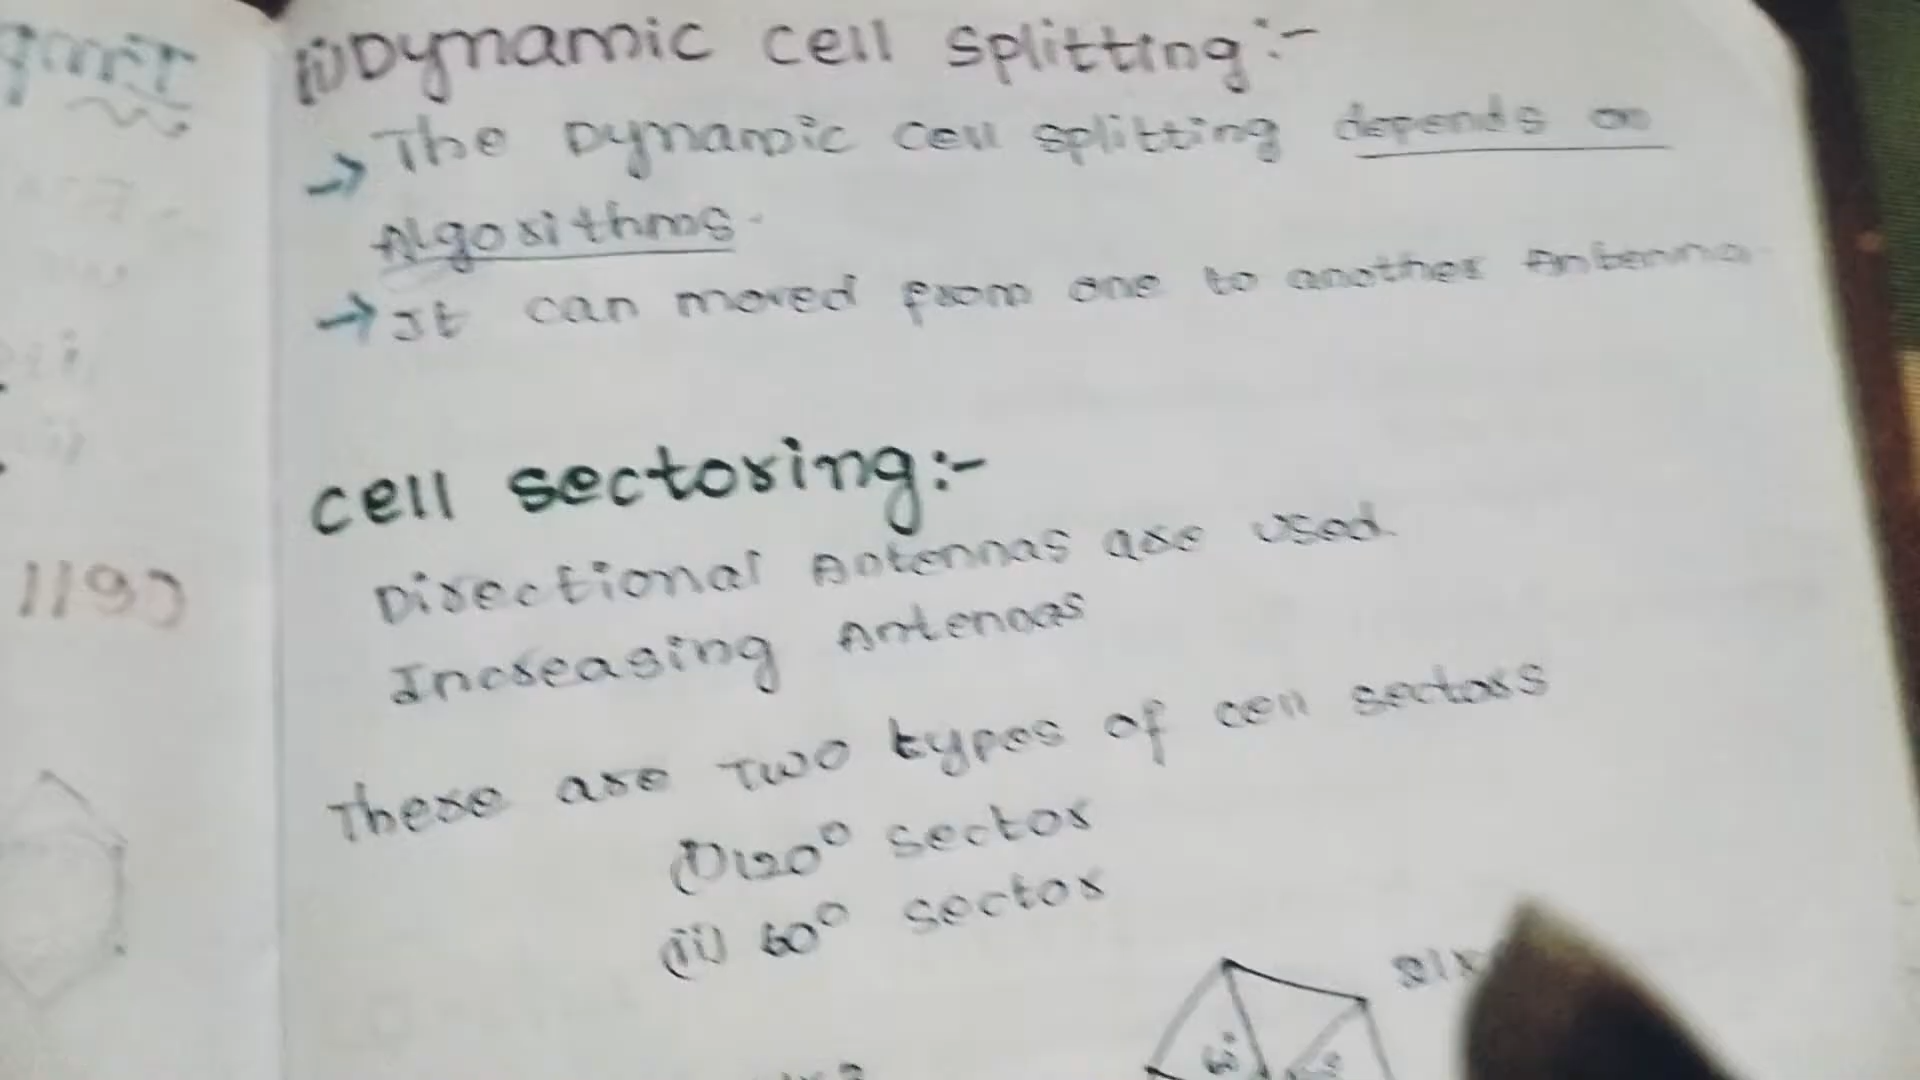 (ii) Dynamic cell splitting:-
→ The Dynamic cell splitting depends on
Algorithms.
→ It can moved from one to another Antenna.
cell sectoring:-
Directional Antennas are used
Increasing Antennas
There are Two types of cell sectors
(i) 120° sector
(ii) 60° sector
60°